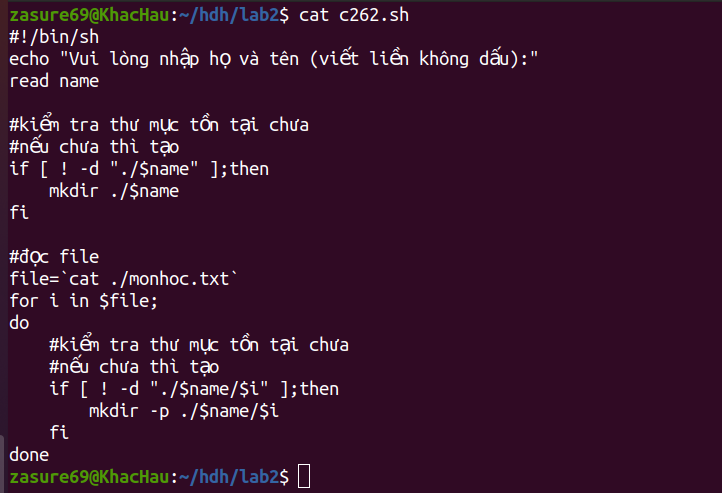 zasure69@KhacHau:~/hdh/lab2$ cat c262.sh
#!/bin/sh
echo "Vui lòng nhập họ và tên (viết liền không dấu):"
read name

#kiểm tra thư mục tồn tại chưa
#nếu chưa thì tạo
if [ ! -d "./$name" ];then
    mkdir ./$name
fi

#đọc file
file=`cat ./monhoc.txt`
for i in $file;
do
    #kiểm tra thư mục tồn tại chưa
    #nếu chưa thì tạo
    if [ ! -d "./$name/$i" ];then
        mkdir -p ./$name/$i
    fi
done
zasure69@KhacHau:~/hdh/lab2$